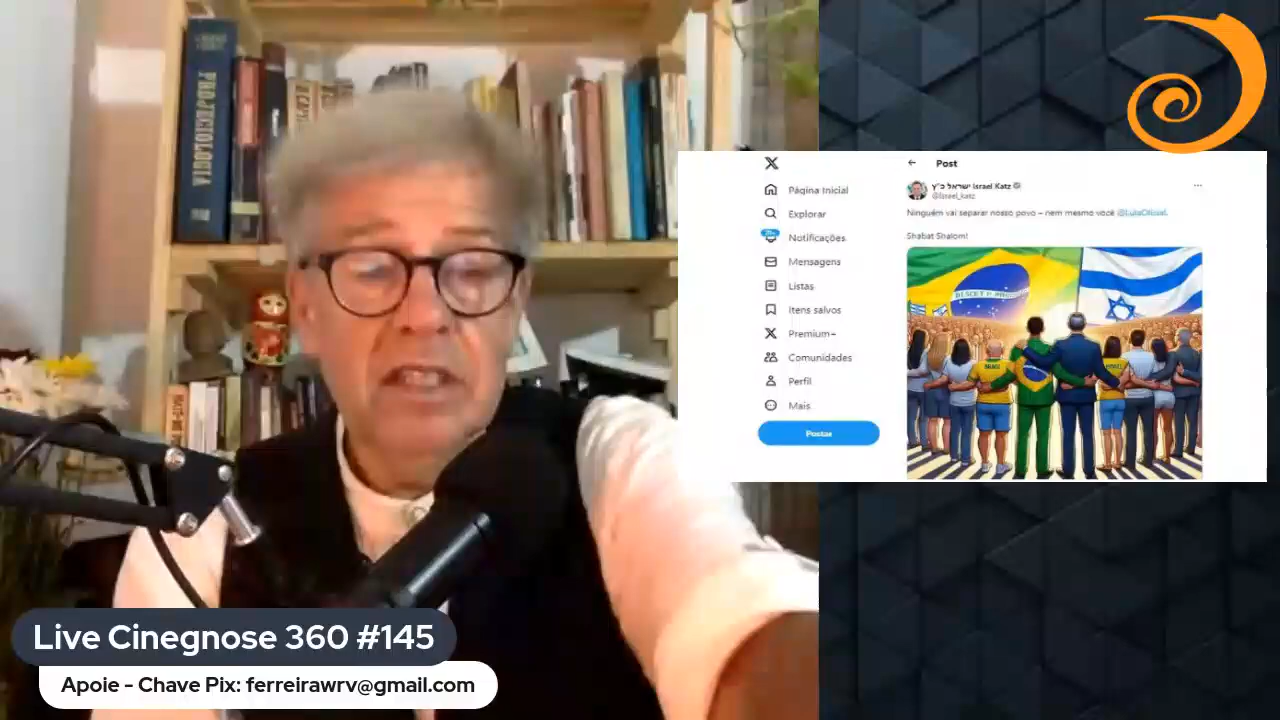 PROJECIOLOGIA
Live Cinegnose 360 #145
Apoie - Chave Pix: ferreirawrv@gmail.com
Página Inicial
Explorar
Notificações
Mensagens
Listas
Itens salvos
Premium+
Comunidades
Perfil
Mais
Postar
Post
ישראל כ"ץ Israel Katz
@Israel_katz
Ninguém vai separar nosso povo – nem mesmo você @LulaOficial.
Shabat Shalom!